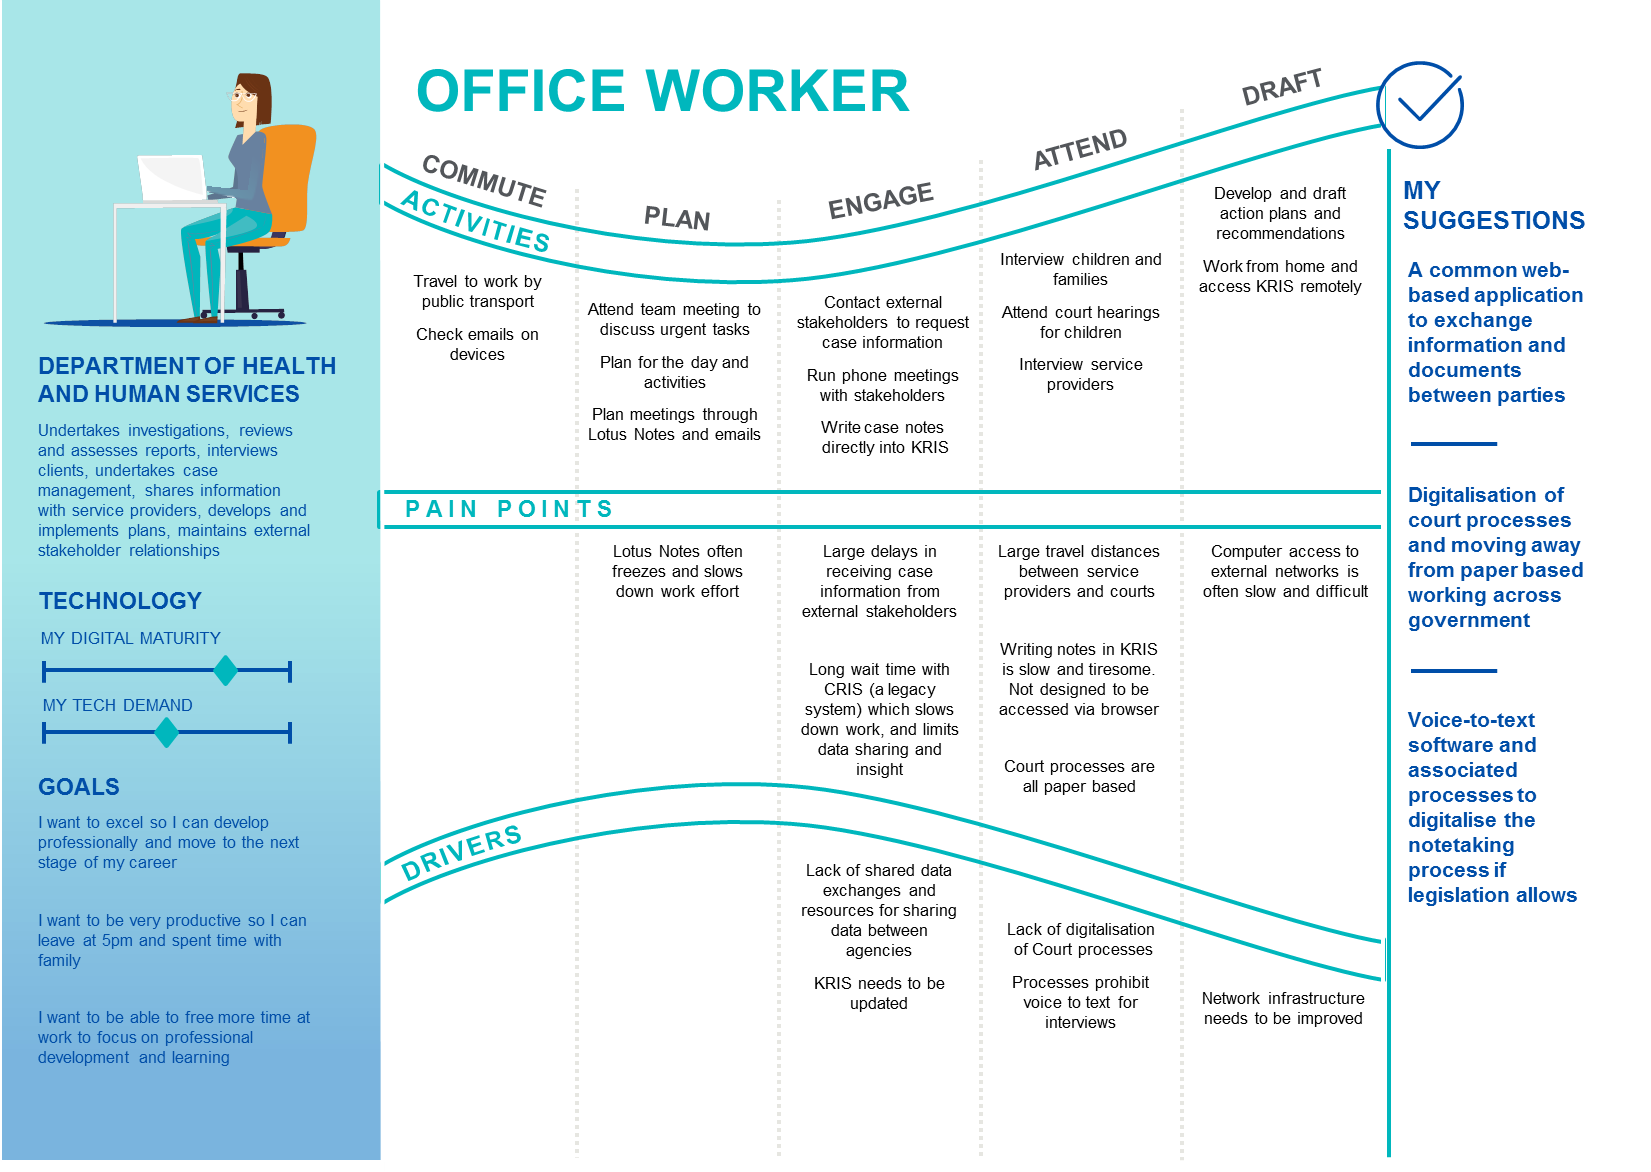 OFFICE WORKER
DEPARTMENT OF HEALTH
AND HUMAN SERVICES
Undertakes investigations, reviews
and assesses reports, interviews
clients, undertakes case
management, shares information
with service providers, develops and
implements plans, maintains external
stakeholder relationships
TECHNOLOGY
MY DIGITAL MATURITY
MY TECH DEMAND
GOALS
I want to excel so I can develop
professionally and move to the next
stage of my career
I want to be very productive so I can
leave at 5pm and spent time with
family
I want to be able to free more time at
work to focus on professional
development and learning
ACTIVITIES
COMMUTE
Travel to work by
public transport
Check emails on
devices
PLAN
Attend team meeting to
discuss urgent tasks
Plan for the day and
activities
Plan meetings through
Lotus Notes and emails
ENGAGE
Contact external
stakeholders to request
case information
Run phone meetings
with stakeholders
Write case notes
directly into KRIS
ATTEND
Interview children and
families
Attend court hearings
for children
Interview service
providers
DRAFT
Develop and draft
action plans and
recommendations
Work from home and
access KRIS remotely
PAIN POINTS
Lotus Notes often
freezes and slows
down work effort
Large delays in
receiving case
information from
external stakeholders
Long wait time with
CRIS (a legacy
system) which slows
down work, and limits
data sharing and
insight
Large travel distances
between service
providers and courts
Writing notes in KRIS
is slow and tiresome.
Not designed to be
accessed via browser
Court processes are
all paper based
Computer access to
external networks is
often slow and difficult
DRIVERS
Lack of shared data
exchanges and
resources for sharing
data between
agencies
KRIS needs to be
updated
Lack of digitalisation
of Court processes
Processes prohibit
voice to text for
interviews
Network infrastructure
needs to be improved
MY
SUGGESTIONS
A common web-
based application
to exchange
information and
documents
between parties
Digitalisation of
court processes
and moving away
from paper based
working across
government
Voice-to-text
software and
associated
processes to
digitalise the
notetaking
process if
legislation allows